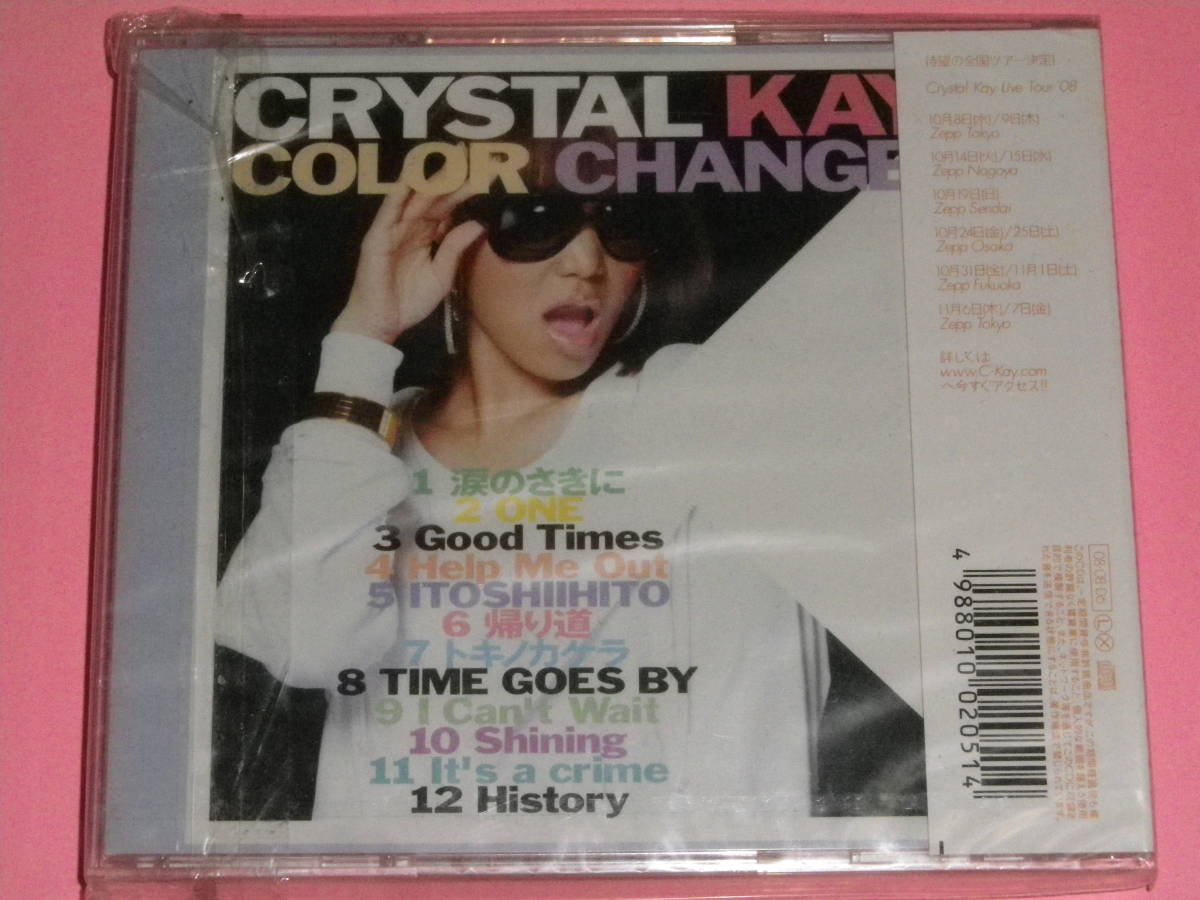 CRYSTAL KAY
COLOR CHANGE
1 涙のさきに
2 ONE
3 Good Times
4 Help Me Out
5 ITOSHIIHITO
6 帰り道
7 トキノカケラ
8 TIME GOES BY
9 I Can't Wait
10 Shining
11 It's a crime
12 History
待望の全国ツアー決定!
Crystal Kay Live Tour '08
10月8日(水)/9日(木)
Zepp Tokyo
10月14日(火)/15日(水)
Zepp Nagoya
10月19日(日)
Zepp Sendai
10月24日(金)/25日(土)
Zepp Osaka
10月31日(金)/11月1日(土)
Zepp Fukuoka
11月6日(木)/7日(金)
Zepp Tokyo
詳しくは
www.C-Kay.com
へ今すぐアクセス!!
4 988010 020514
08·08·06